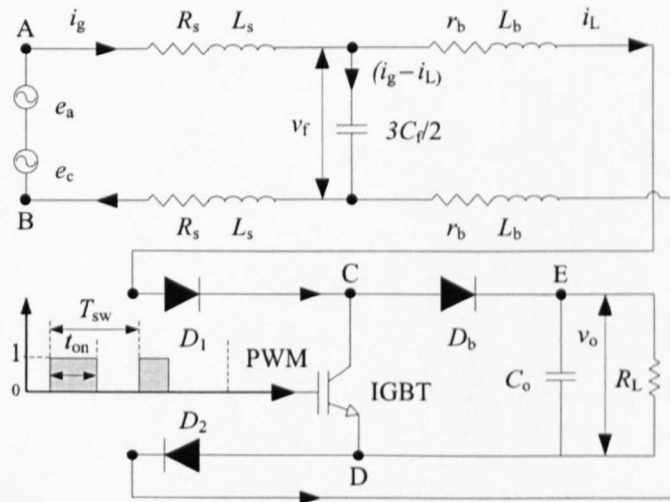 A i_g R_s L_s r_b L_b i_L
e_a
(i_g – i_L)
v_f 3C_f/2
e_c
B
R_s L_s r_b L_b
C E
T_sw
t_on D_1 D_b v_o
1 PWM
IGBT C_o R_L
0
D_2
D